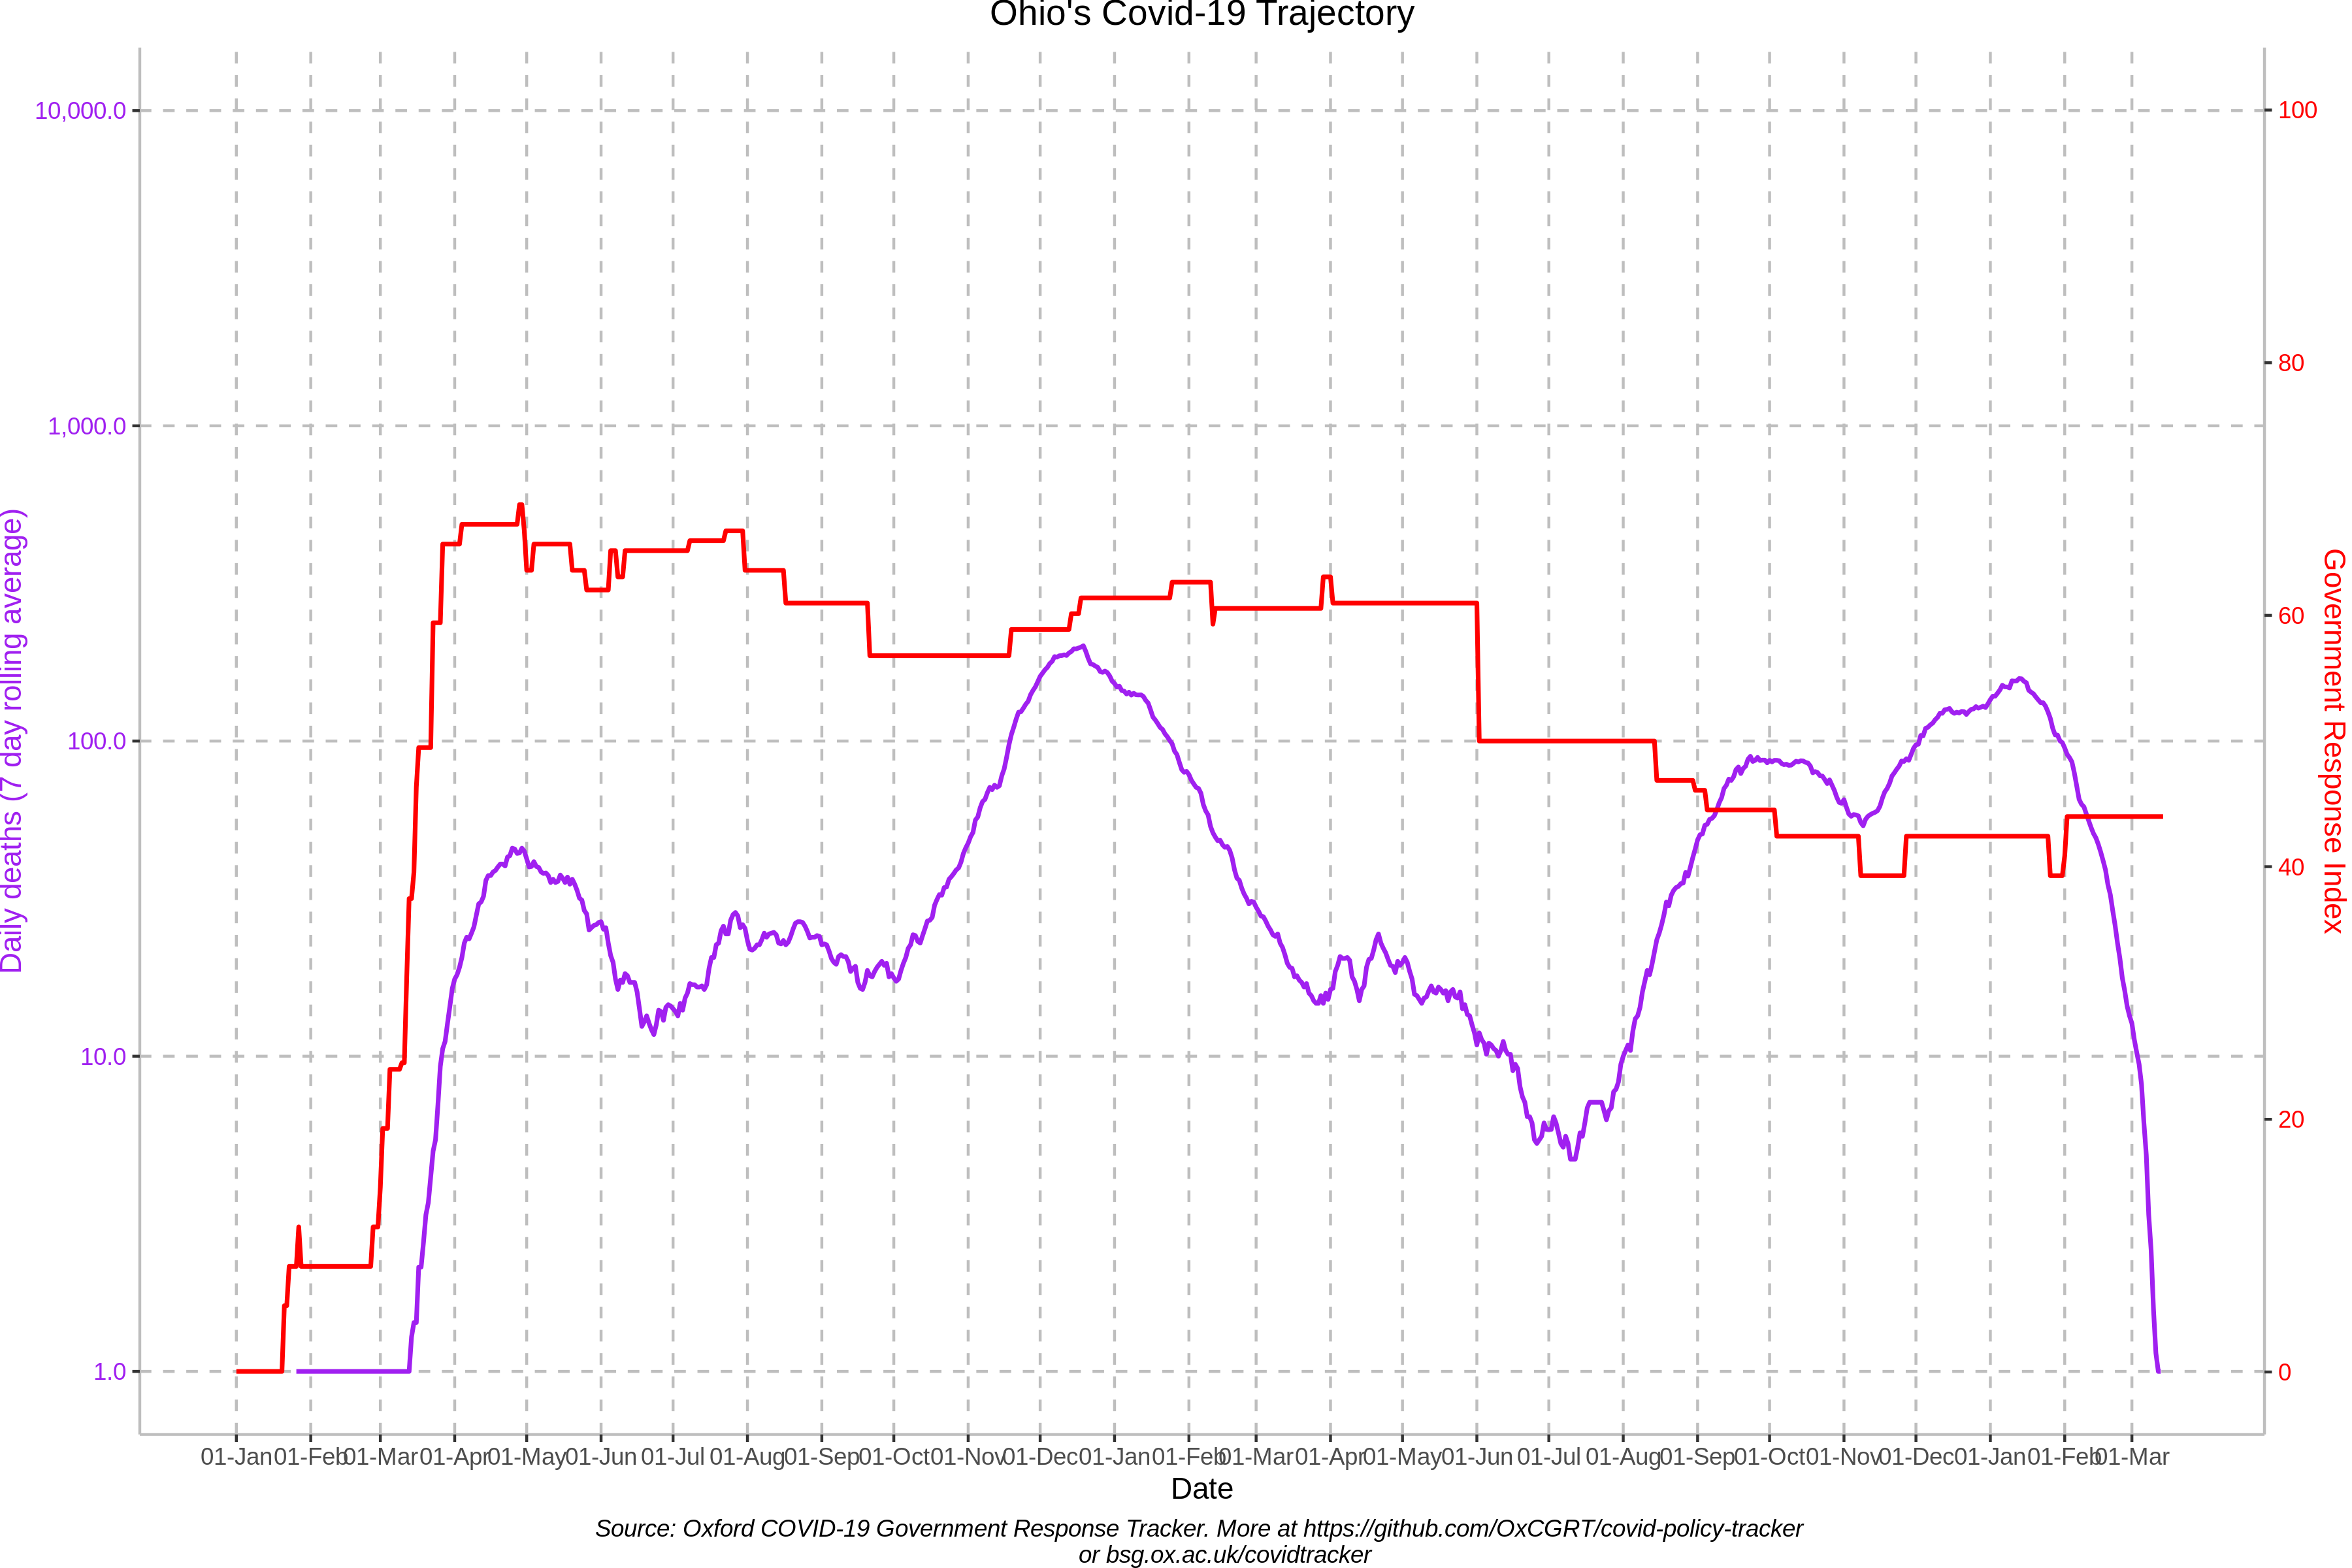 Ohio's Covid-19 Trajectory
10,000.0
1,000.0
100.0
10.0
1.0
Daily deaths (7 day rolling average)
100
80
60
40
20
0
Government Response Index
01-Jan 01-Feb 01-Mar 01-Apr 01-May 01-Jun 01-Jul 01-Aug 01-Sep 01-Oct 01-Nov 01-Dec 01-Jan 01-Feb 01-Mar 01-Apr 01-May 01-Jun 01-Jul 01-Aug 01-Sep 01-Oct 01-Nov 01-Dec 01-Jan 01-Feb 01-Mar
Date
Source: Oxford COVID-19 Government Response Tracker. More at https://github.com/OxCGRT/covid-policy-tracker
or bsg.ox.ac.uk/covidtracker